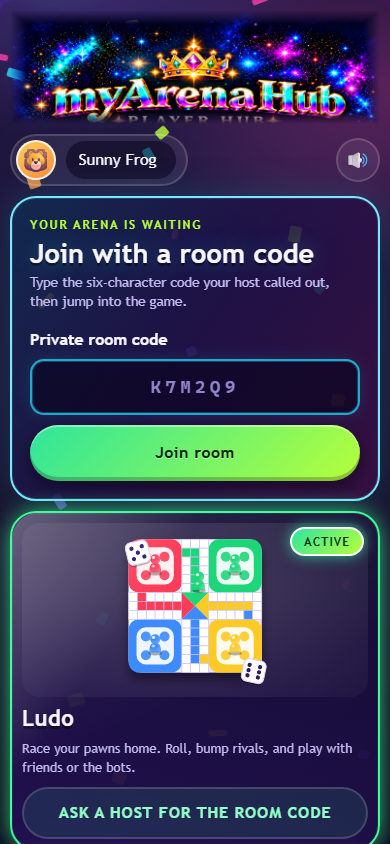 myArenaHub
PLAYER HUB
Sunny Frog
YOUR ARENA IS WAITING
Join with a room code
Type the six-character code your host called out,
then jump into the game.
Private room code
K7M2Q9
Join room
ACTIVE
Ludo
Race your pawns home. Roll, bump rivals, and play with
friends or the bots.
ASK A HOST FOR THE ROOM CODE